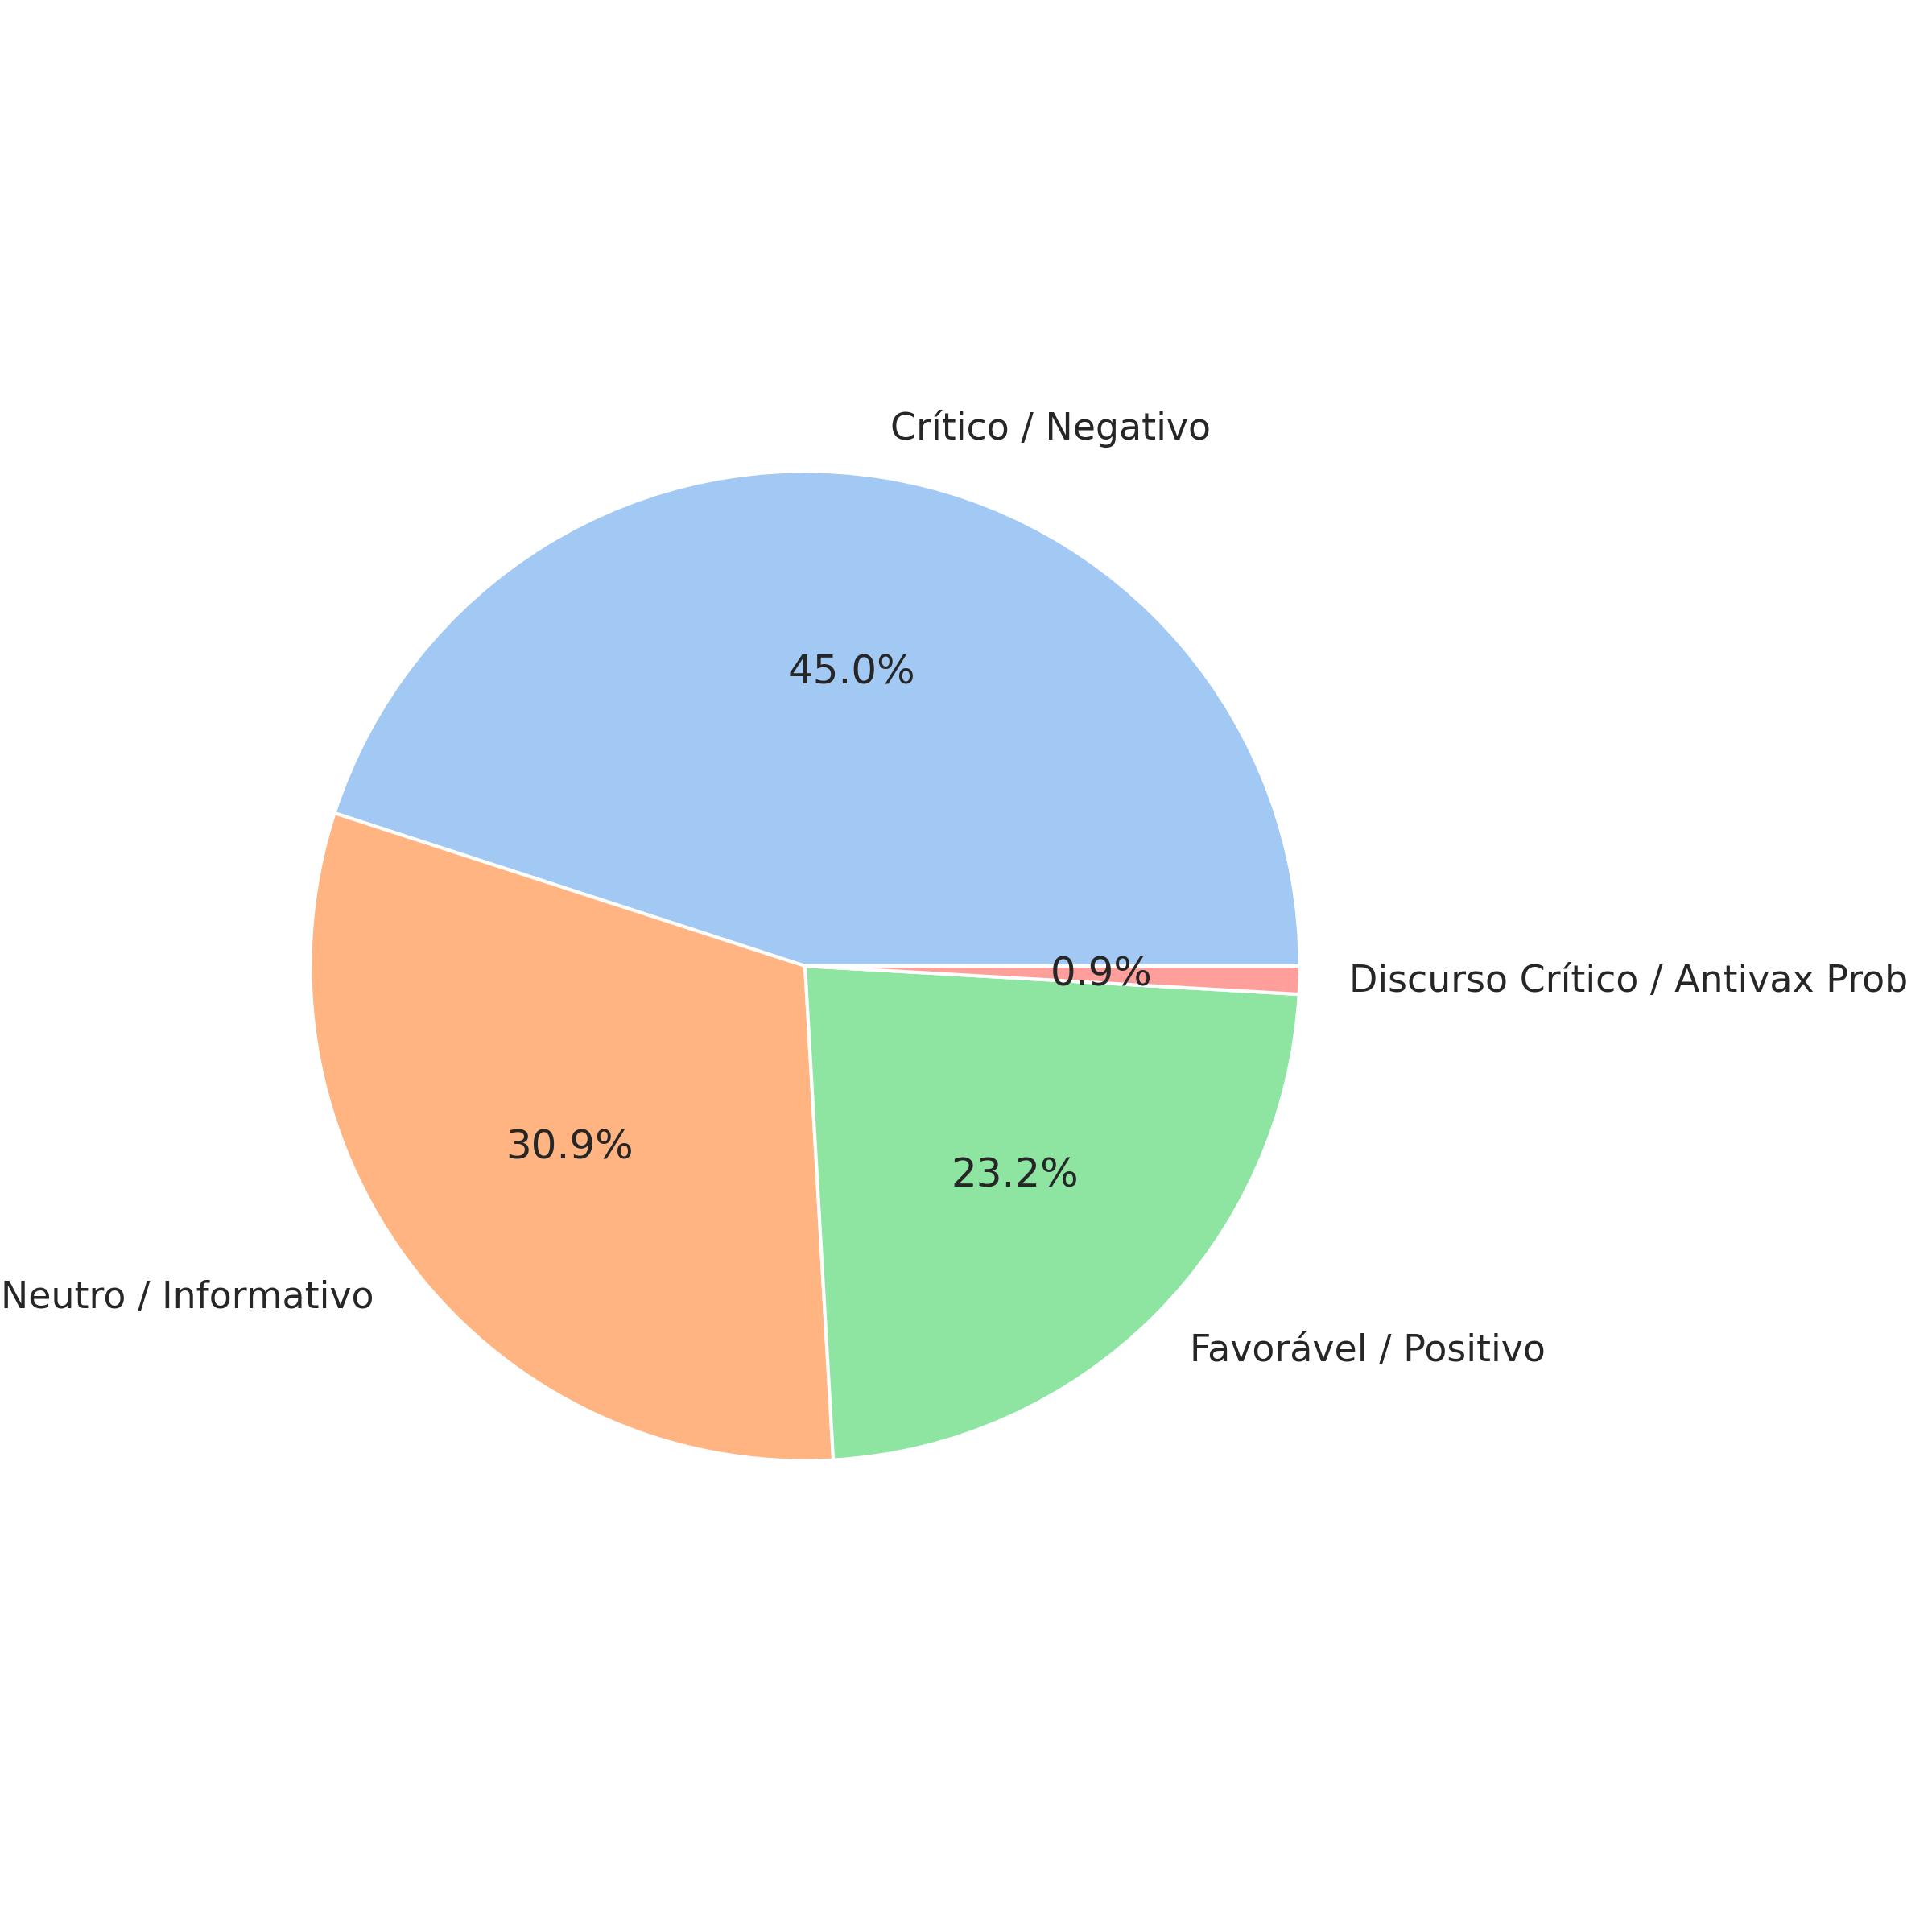 Crítico / Negativo
45.0%
0.9%
Discurso Crítico / Antivax Prob
30.9%
23.2%
Neutro / Informativo
Favorável / Positivo